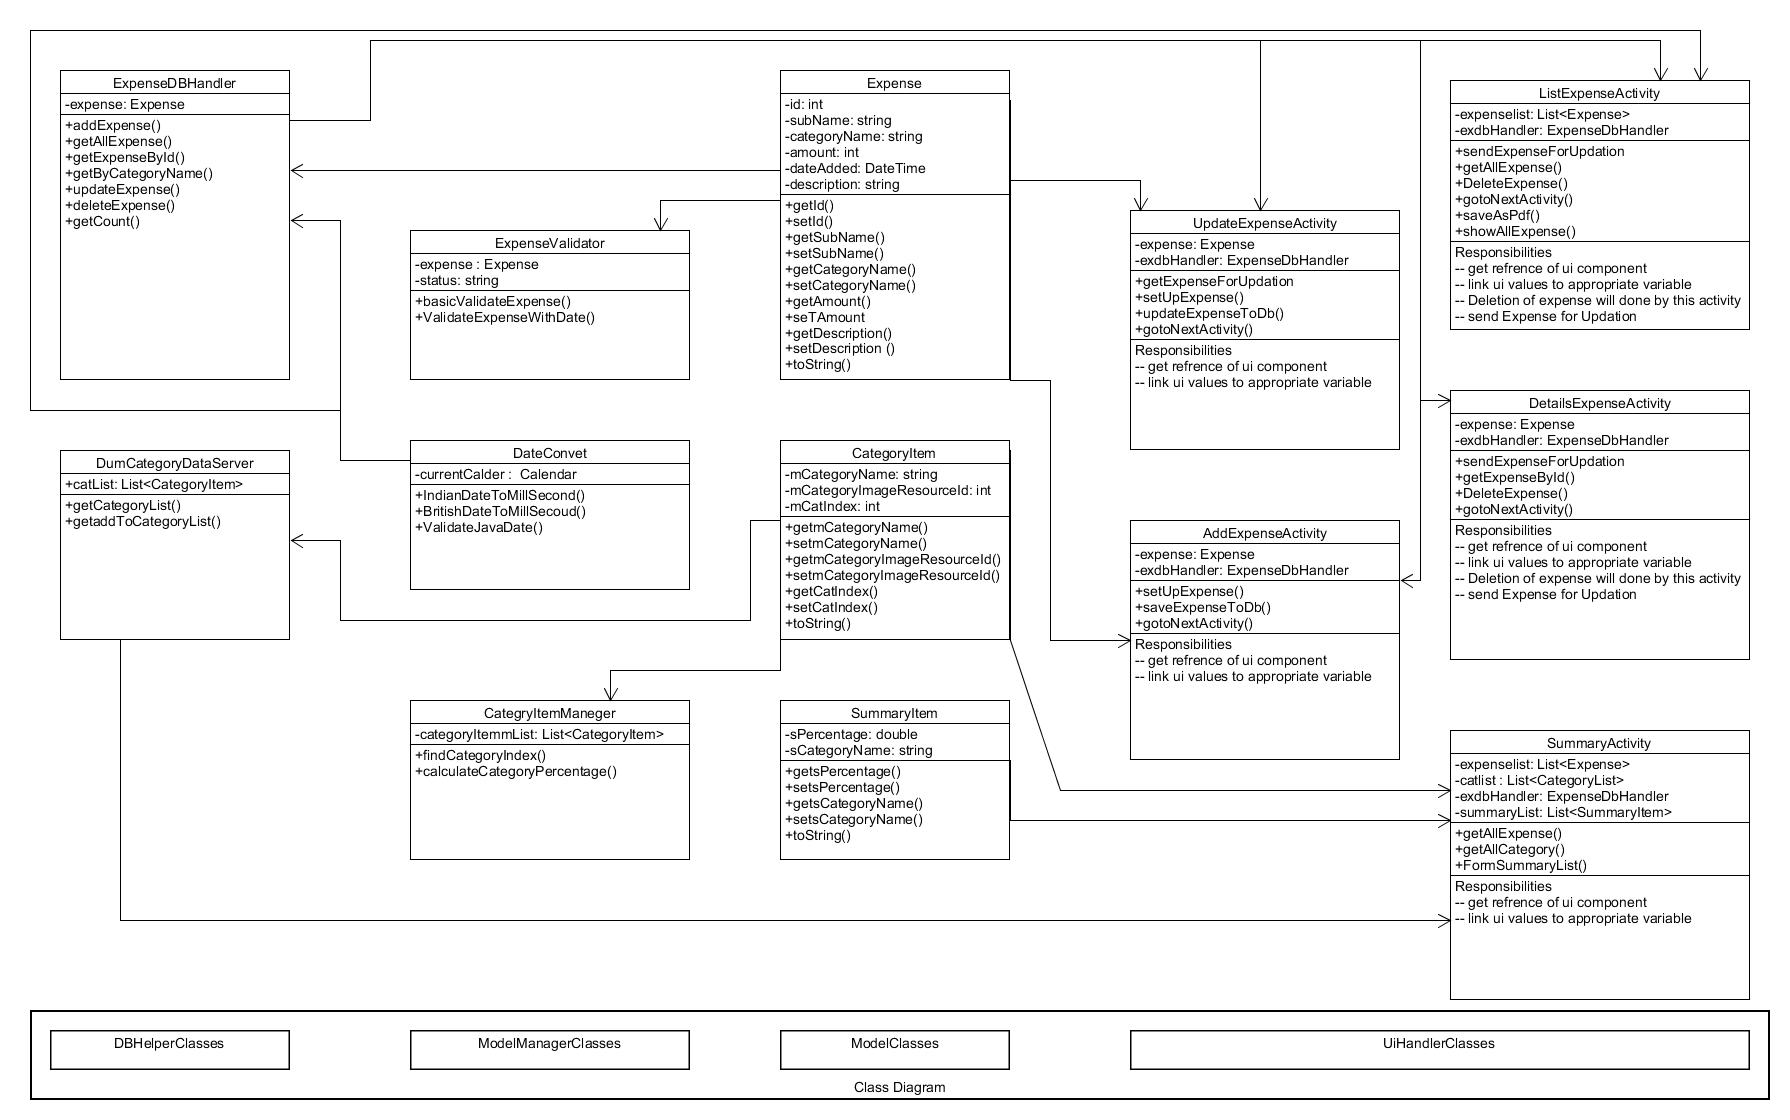 ExpenseDBHandler
-expense: Expense
+addExpense()
+getAllExpense()
+getExpenseById()
+getByCategoryName()
+updateExpense()
+deleteExpense()
+getCount()
DumCategoryDataServer
+catList: List<CategoryItem>
+getCategoryList()
+getaddToCategoryList()
ExpenseValidator
-expense : Expense
-status: string
+basicValidateExpense()
+ValidateExpenseWithDate()
DateConvet
-currentCalder :  Calendar
+IndianDateToMillSecond()
+BritishDateToMillSecoud()
+ValidateJavaDate()
CategryItemManeger
-categoryItemmList: List<CategoryItem>
+findCategoryIndex()
+calculateCategoryPercentage()
Expense
-id: int
-subName: string
-categoryName: string
-amount: int
-dateAdded: DateTime
-description: string
+getId()
+setId()
+getSubName()
+setSubName()
+getCategoryName()
+setCategoryName()
+getAmount()
+seTAmount
+getDescription()
+setDescription ()
+toString()
CategoryItem
-mCategoryName: string
-mCategoryImageResourceId: int
-mCatIndex: int
+getmCategoryName()
+setmCategoryName()
+getmCategoryImageResourceId()
+setmCategoryImageResourceId()
+getCatIndex()
+setCatIndex()
+toString()
SummaryItem
-sPercentage: double
-sCategoryName: string
+getsPercentage()
+setsPercentage()
+getsCategoryName()
+setsCategoryName()
+toString()
UpdateExpenseActivity
-expense: Expense
-exdbHandler: ExpenseDbHandler
+getExpenseForUpdation
+setUpExpense()
+updateExpenseToDb()
+gotoNextActivity()
Responsibilities
-- get refrence of ui component
-- link ui values to appropriate variable
AddExpenseActivity
-expense: Expense
-exdbHandler: ExpenseDbHandler
+setUpExpense()
+saveExpenseToDb()
+gotoNextActivity()
Responsibilities
-- get refrence of ui component
-- link ui values to appropriate variable
ListExpenseActivity
-expenselist: List<Expense>
-exdbHandler: ExpenseDbHandler
+sendExpenseForUpdation
+getAllExpense()
+DeleteExpense()
+gotoNextActivity()
+saveAsPdf()
+showAllExpense()
Responsibilities
-- get refrence of ui component
-- link ui values to appropriate variable
-- Deletion of expense will done by this activity
-- send Expense for Updation
DetailsExpenseActivity
-expense: Expense
-exdbHandler: ExpenseDbHandler
+sendExpenseForUpdation
+getExpenseById()
+DeleteExpense()
+gotoNextActivity()
Responsibilities
-- get refrence of ui component
-- link ui values to appropriate variable
-- Deletion of expense will done by this activity
-- send Expense for Updation
SummaryActivity
-expenselist: List<Expense>
-catlist : List<CategoryList>
-exdbHandler: ExpenseDbHandler
-summaryList: List<SummaryItem>
+getAllExpense()
+getAllCategory()
+FormSummaryList()
Responsibilities
-- get refrence of ui component
-- link ui values to appropriate variable
DBHelperClasses
ModelManagerClasses
ModelClasses
UiHandlerClasses
Class Diagram